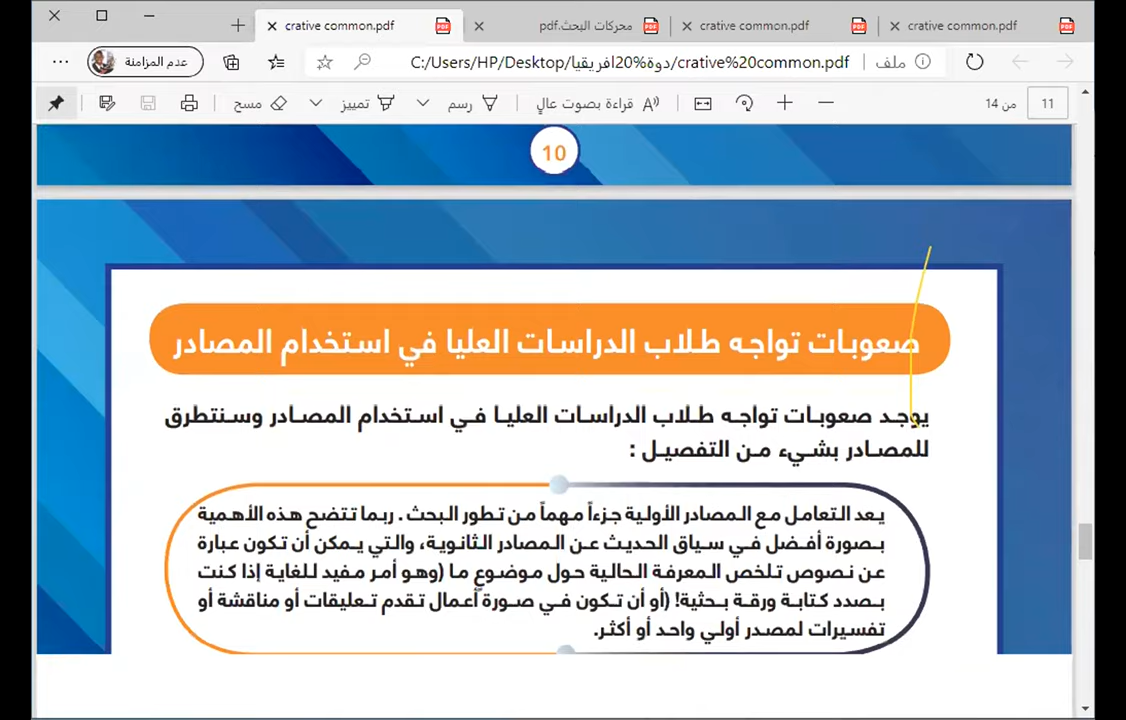 crative common.pdf
محركات البحث.pdf
crative common.pdf
crative common.pdf
عدم المزامنة
C:/Users/HP/Desktop/دوة%20افريقيا/crative%20common.pdf
ملف
مسح
تمييز
رسم
قراءة بصوت عالٍ
من 14
11
10
صعوبات تواجه طلاب الدراسات العليا في استخدام المصادر
يوجد صعوبات تواجه طلاب الدراسات العليا في استخدام المصادر وسنتطرق
للمصادر بشيء من التفصيل :
يعد التعامل مع المصادر الأولية جزءاً مهماً من تطور البحث . ربما تتضح هذه الأهمية
بصورة أفضل في سياق الحديث عن المصادر الثانوية، والتي يمكن أن تكون عبارة
عن نصوص تلخص المعرفة الحالية حول موضوعٍ ما (وهو أمر مفيد للغاية إذا كنت
بصدد كتابة ورقة بحثية! (أو أن تكون في صورة أعمال تقدم تعليقات أو مناقشة أو
تفسيرات لمصدر أولي واحد أو أكثر.